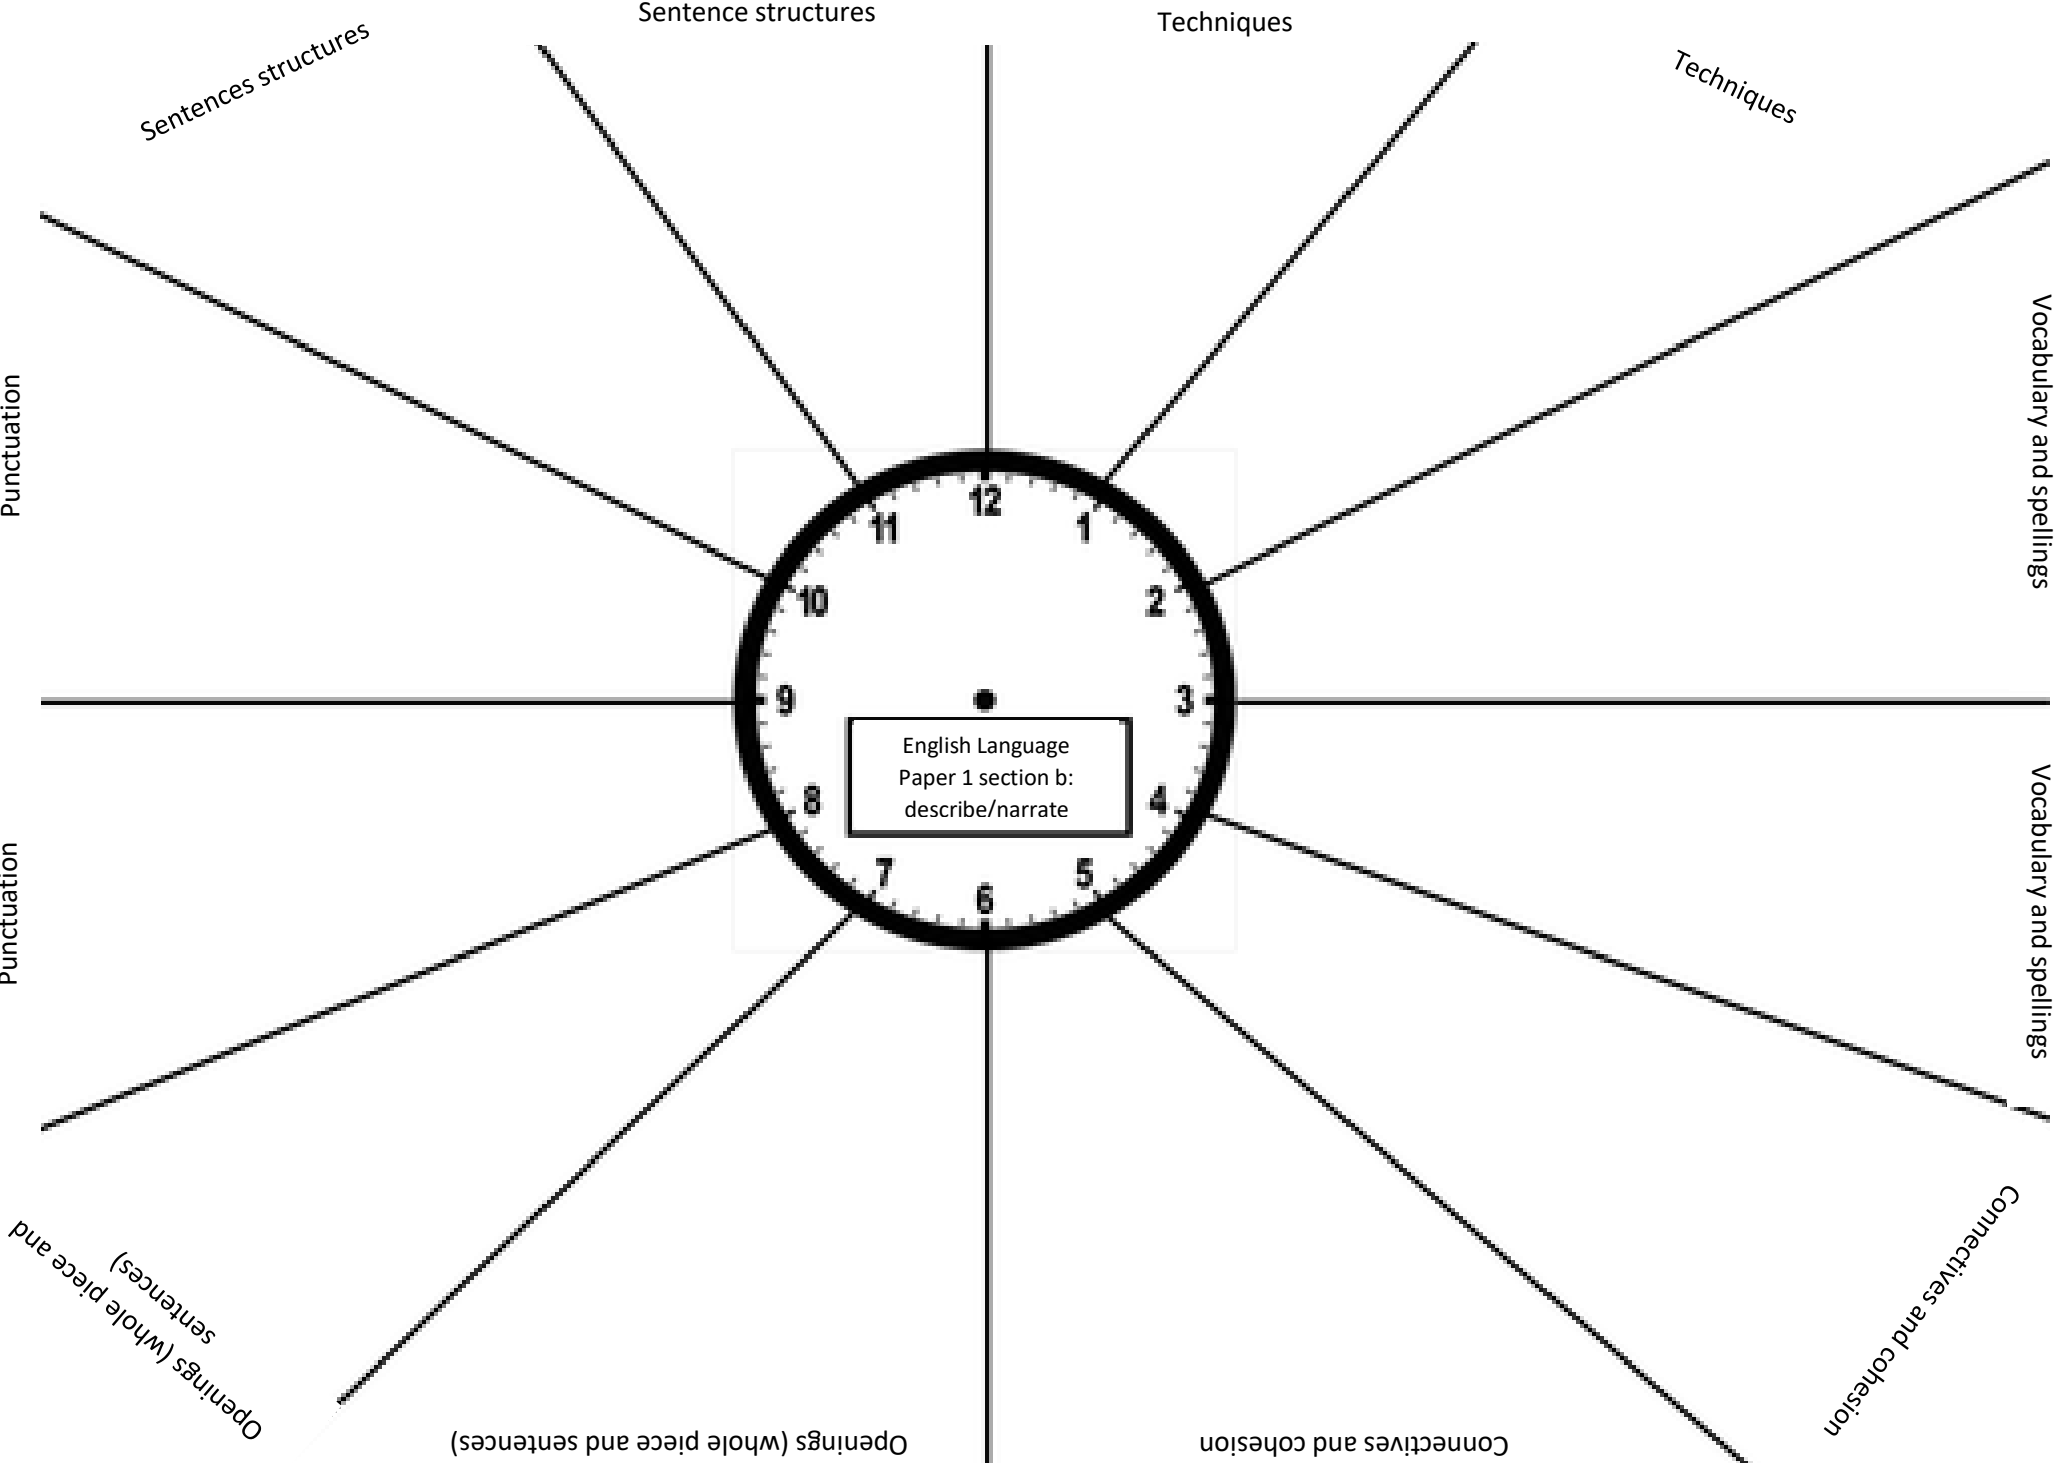 Sentence structures
Techniques
Sentences structures
Techniques
Punctuation
Vocabulary and spellings
12
11
1
10
2
9
3
English Language
Paper 1 section b:
describe/narrate
8
4
7
5
6
Punctuation
Vocabulary and spellings
Openings (whole piece and
sentences)
Connectives and cohesion
Openings (whole piece and sentences)
Connectives and cohesion